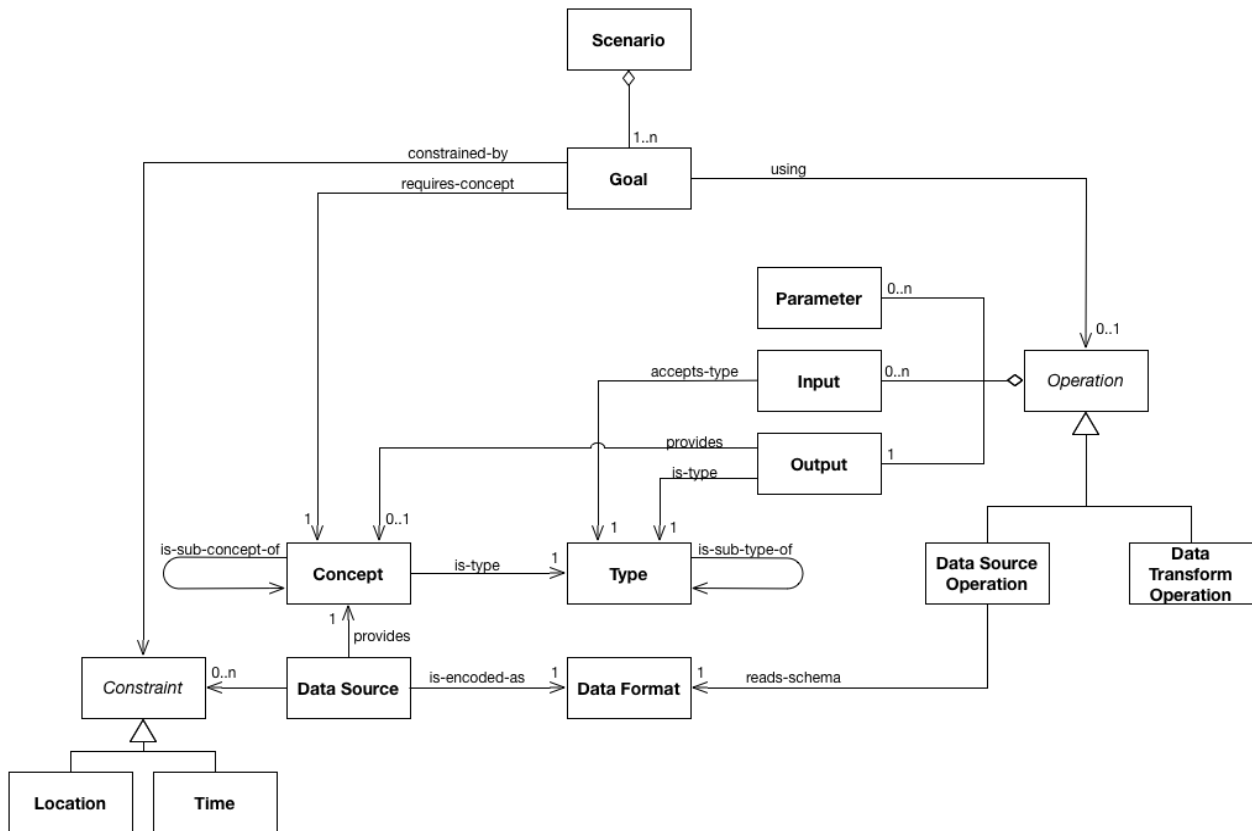 Scenario
1..n
constrained-by
Goal
using
requires-concept
Parameter
0..n
0..1
accepts-type
Input
0..n
Operation
provides
Output
1
is-type
1
0..1
1
1
is-sub-concept-of
Concept
is-type
1
Type
is-sub-type-of
Data Source
Operation
Data
Transform
Operation
1
provides
Constraint
0..n
Data Source
is-encoded-as
1
Data Format
1
reads-schema
Location
Time